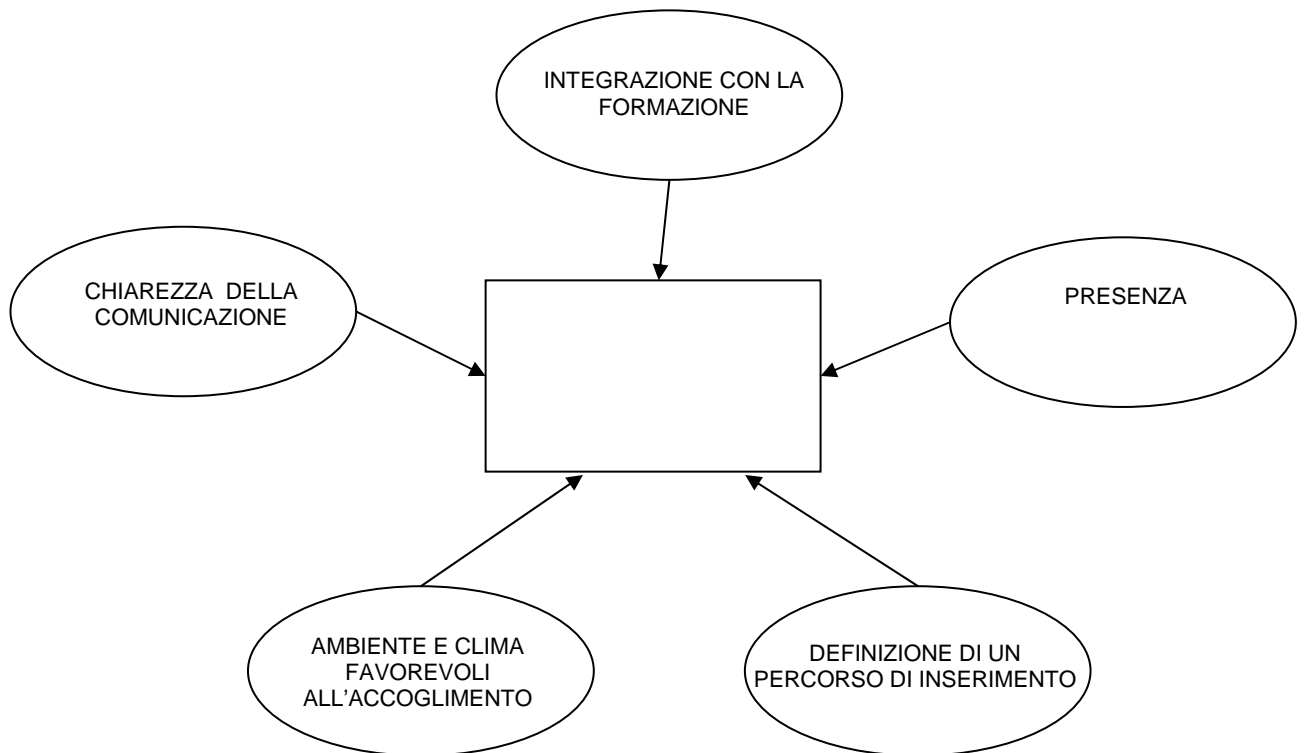 INTEGRAZIONE CON LA
FORMAZIONE
CHIAREZZA DELLA
COMUNICAZIONE
PRESENZA
AMBIENTE E CLIMA
FAVOREVOLI
ALL'ACCOGLIMENTO
DEFINIZIONE DI UN
PERCORSO DI INSERIMENTO